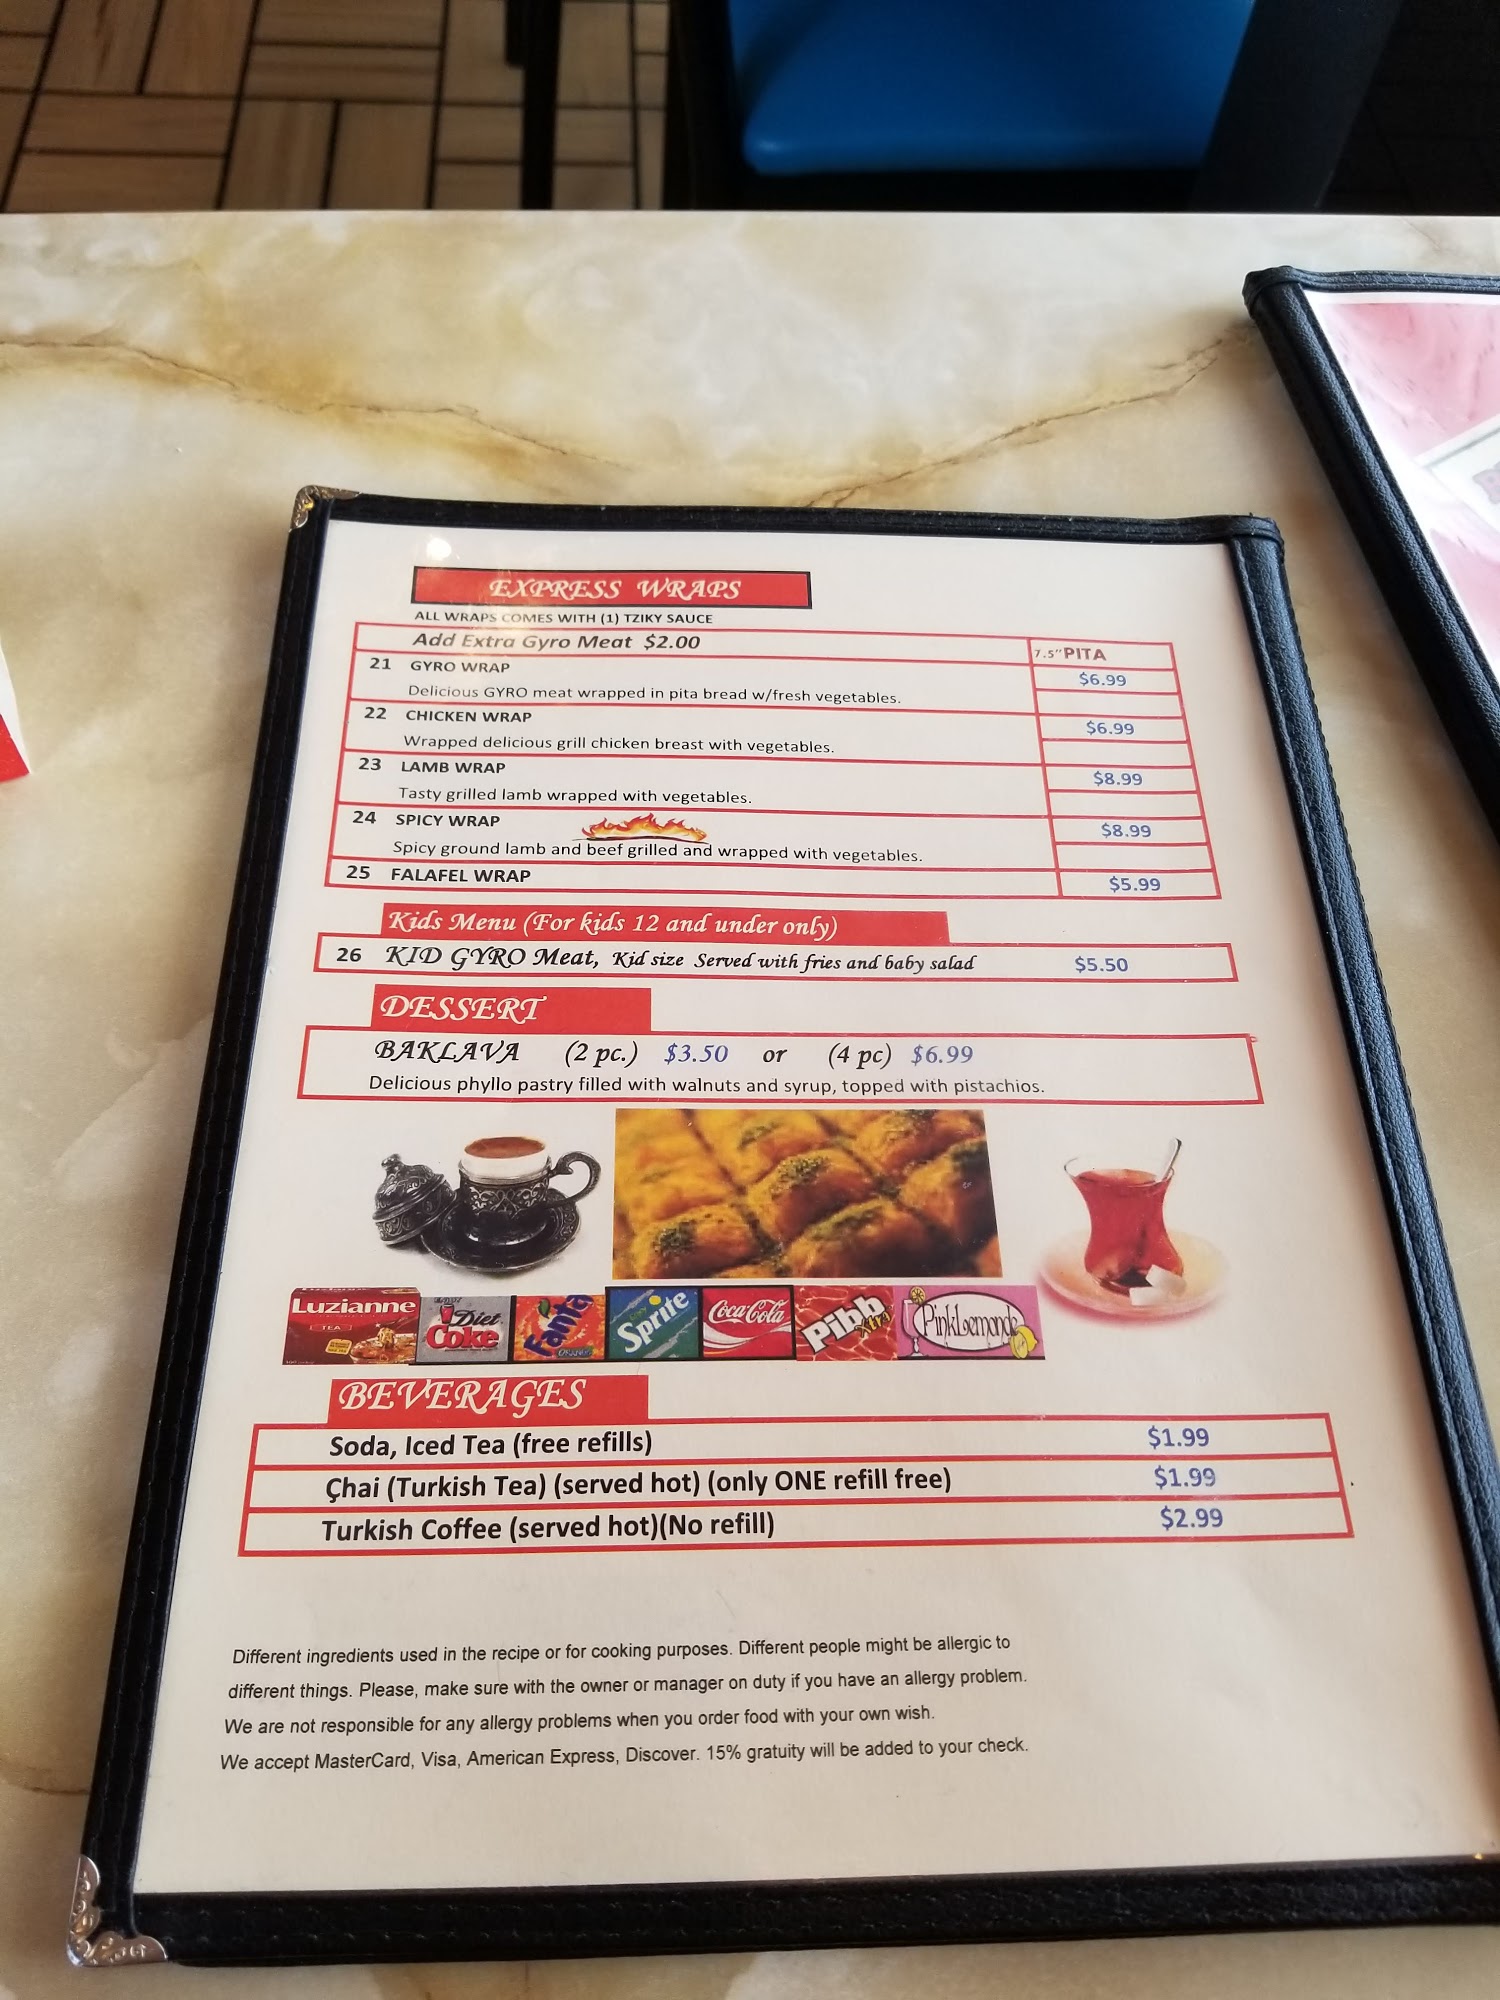 EXPRESS WRAPS
ALL WRAPS COMES WITH (1) TZIKY SAUCE
Add Extra Gyro Meat $2.00
7.5" PITA
21 GYRO WRAP
$6.99
Delicious GYRO meat wrapped in pita bread w/fresh vegetables.
22 CHICKEN WRAP
$6.99
Wrapped delicious grill chicken breast with vegetables.
23 LAMB WRAP
$8.99
Tasty grilled lamb wrapped with vegetables.
24 SPICY WRAP
$8.99
Spicy ground lamb and beef grilled and wrapped with vegetables.
25 FALAFEL WRAP $5.99
Kids Menu (For kids 12 and under only)
26 KID GYRO Meat, Kid size Served with fries and baby salad $5.50
DESSERT
BAKLAVA (2 pc.) $3.50 or (4 pc) $6.99
Delicious phyllo pastry filled with walnuts and syrup, topped with pistachios.
Luzianne
TEA
Diet
Coke
Fanta
ORANGE
Sprite
Coca-Cola
Pibb
Xtra
Pink Lemonade
BEVERAGES
Soda, Iced Tea (free refills) $1.99
Çhai (Turkish Tea) (served hot) (only ONE refill free) $1.99
Turkish Coffee (served hot)(No refill) $2.99
Different ingredients used in the recipe or for cooking purposes. Different people might be allergic to
different things. Please, make sure with the owner or manager on duty if you have an allergy problem.
We are not responsible for any allergy problems when you order food with your own wish.
We accept MasterCard, Visa, American Express, Discover. 15% gratuity will be added to your check.